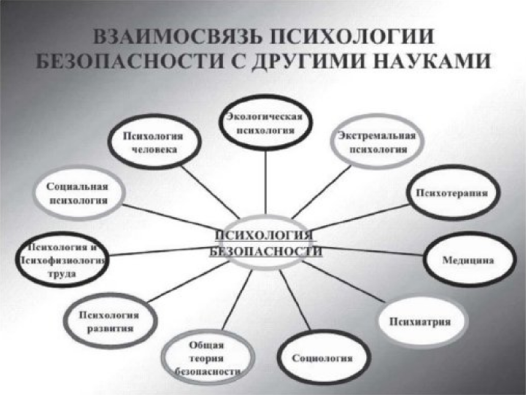 ВЗАИМОСВЯЗЬ ПСИХОЛОГИИ
БЕЗОПАСНОСТИ С ДРУГИМИ НАУКАМИ
Экологическая
психология
Психология
человека
Экстремальная
психология
Социальная
психология
Психотерапия
ПСИХОЛОГИЯ
БЕЗОПАСНОСТИ
Психология и
Психофизиология
труда
Медицина
Психология
развития
Психиатрия
Общая
теория
безопасности
Социология